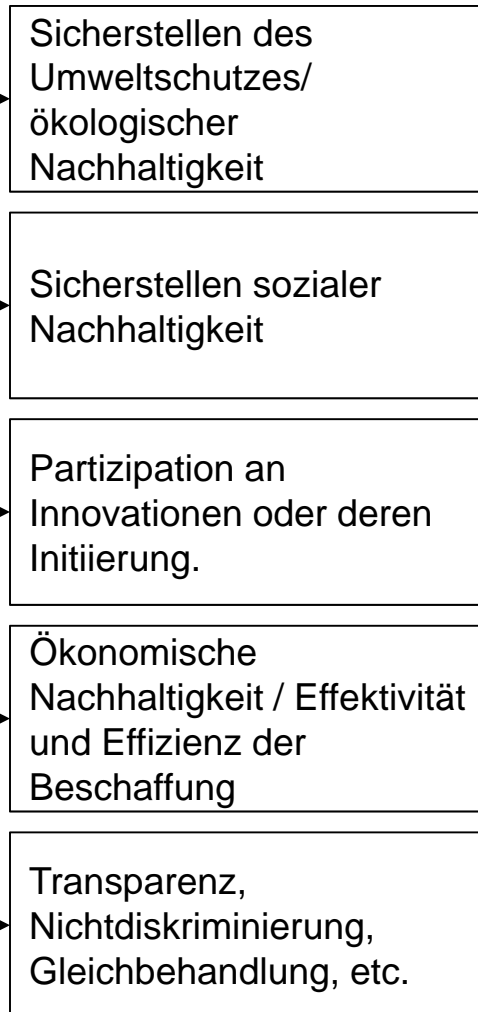 Sicherstellen des
Umweltschutzes/
ökologischer
Nachhaltigkeit
Sicherstellen sozialer
Nachhaltigkeit
Partizipation an
Innovationen oder deren
Initiierung.
Ökonomische
Nachhaltigkeit / Effektivität
und Effizienz der
Beschaffung
Transparenz,
Nichtdiskriminierung,
Gleichbehandlung, etc.